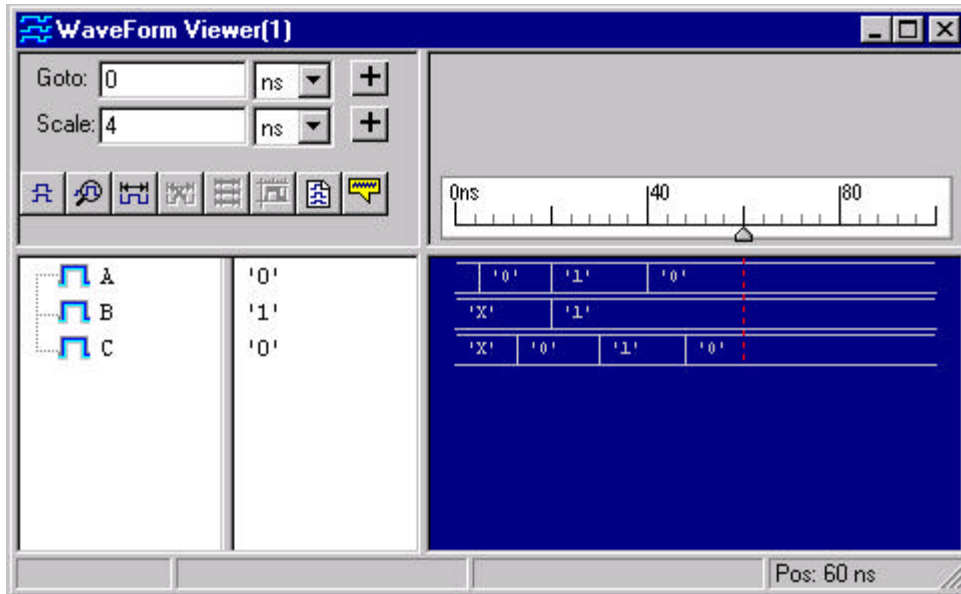 WaveForm Viewer(1)
Goto: 0 ns +
Scale: 4 ns +
0ns 40 80
A '0' '0' '1' '0'
B '1' 'X' '1'
C '0' 'X' '0' '1' '0'
Pos: 60 ns